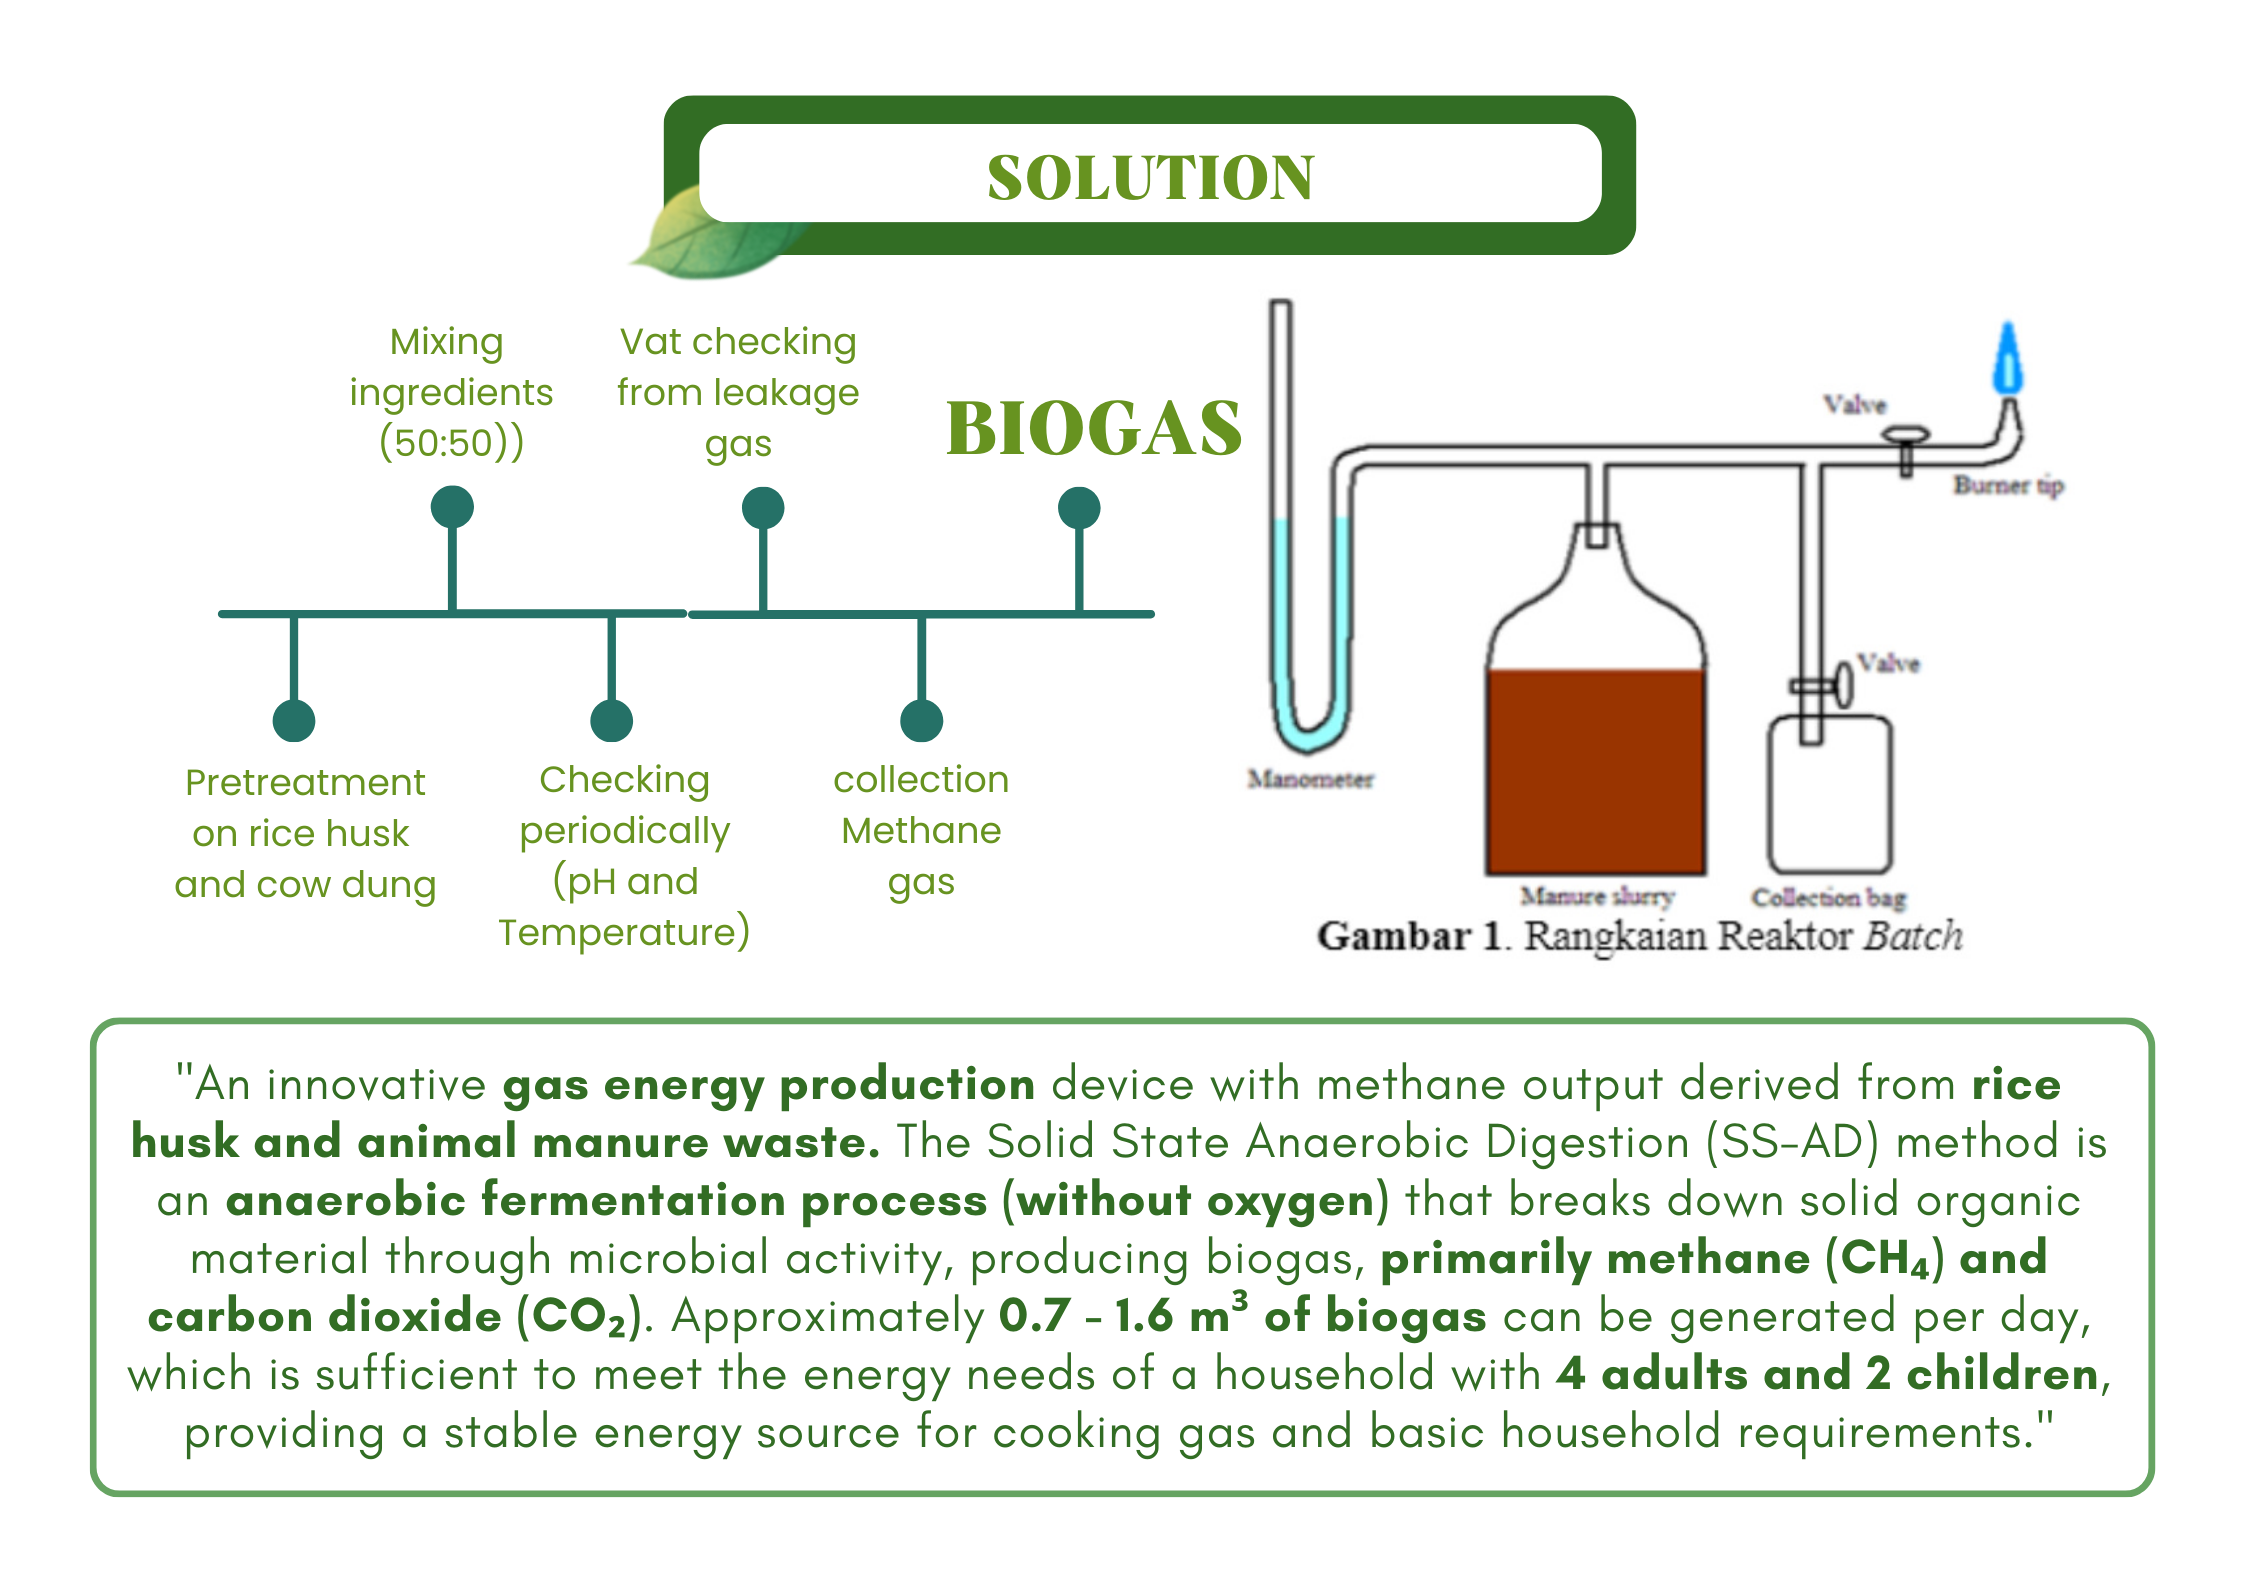 SOLUTION
Mixing
ingredients
(50:50))
Vat checking
from leakage
gas
BIOGAS
Pretreatment
on rice husk
and cow dung
Checking
periodically
(pH and
Temperature)
collection
Methane
gas
Valve
Burner tip
Valve
Manometer
Manure slurry
Collection bag
Gambar 1. Rangkaian Reaktor Batch
"An innovative gas energy production device with methane output derived from rice
husk and animal manure waste. The Solid State Anaerobic Digestion (SS-AD) method is
an anaerobic fermentation process (without oxygen) that breaks down solid organic
material through microbial activity, producing biogas, primarily methane (CH₄) and
carbon dioxide (CO₂). Approximately 0.7 - 1.6 m³ of biogas can be generated per day,
which is sufficient to meet the energy needs of a household with 4 adults and 2 children,
providing a stable energy source for cooking gas and basic household requirements."